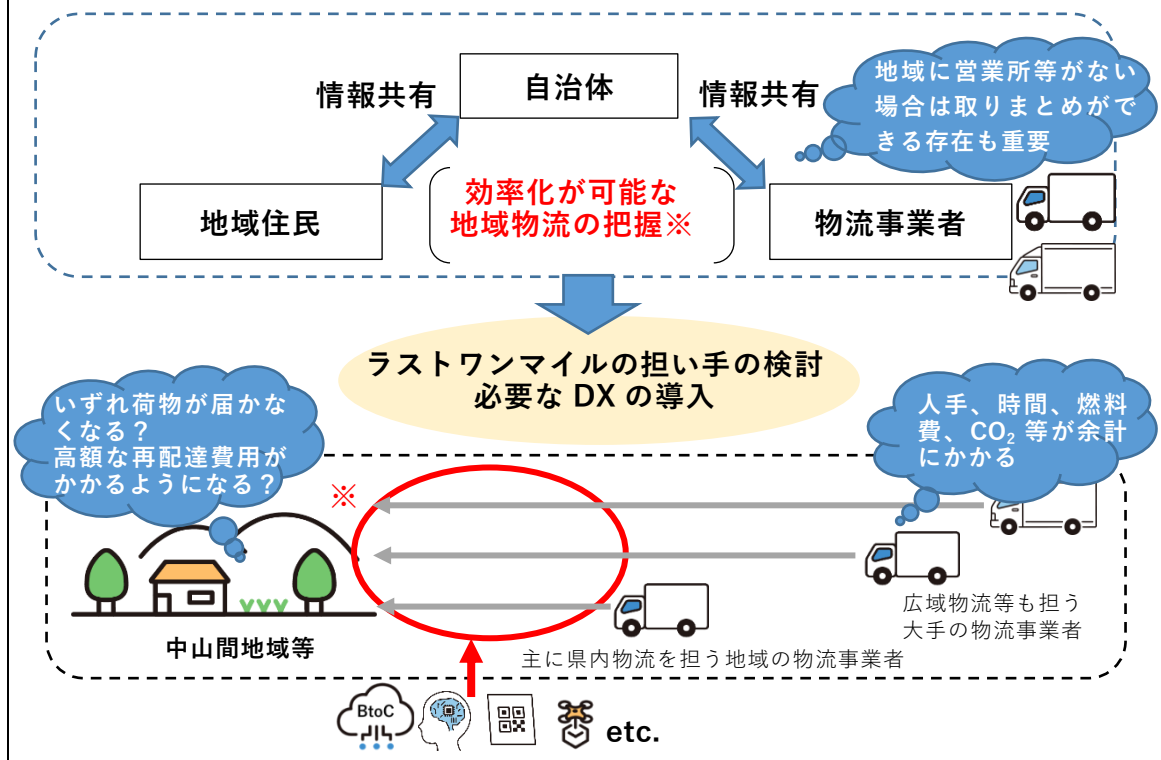 自治体
情報共有
情報共有
地域に営業所等がない
場合は取りまとめがで
きる存在も重要
地域住民
効率化が可能な
地域物流の把握※
物流事業者
ラストワンマイルの担い手の検討
必要な DX の導入
いずれ荷物が届かな
くなる？
高額な再配達費用が
かかるようになる？
人手、時間、燃料
費、CO₂ 等が余計
にかかる
※
中山間地域等
広域物流等も担う
大手の物流事業者
主に県内物流を担う地域の物流事業者
BtoC
etc.